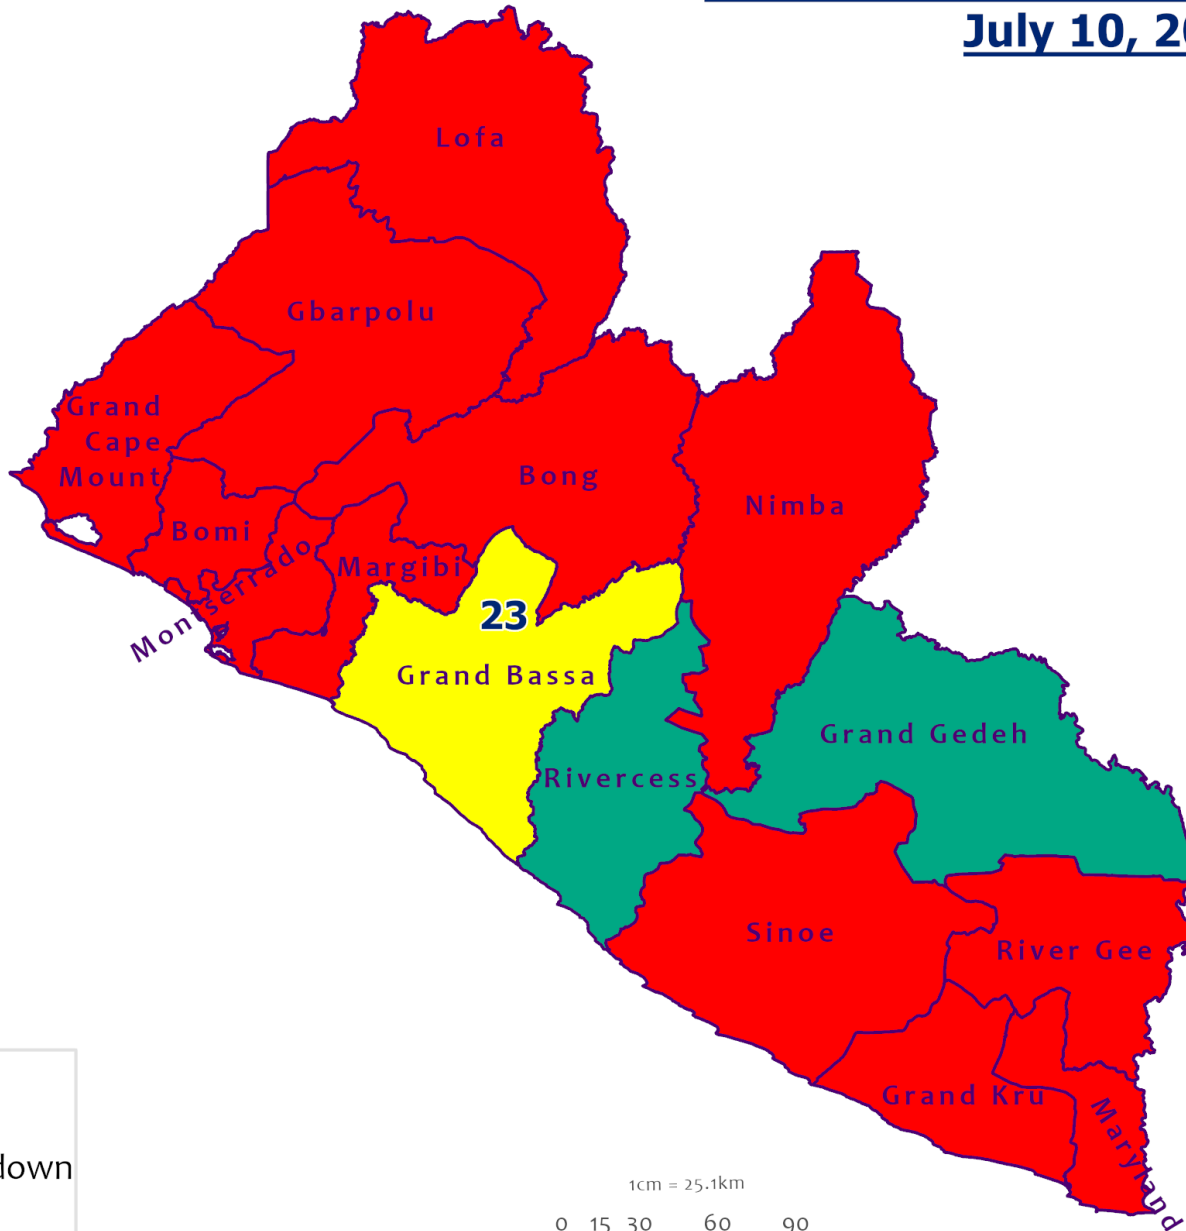 July 10, 20
Lofa
Gbarpolu
Grand
Cape
Mount
Bong
Nimba
Bomi
Montserrado
Margibi
23
Grand Bassa
Grand Gedeh
Rivercess
Sinoe
River Gee
Grand Kru
Maryland
down
1cm = 25.1km
0 15 30 60 90